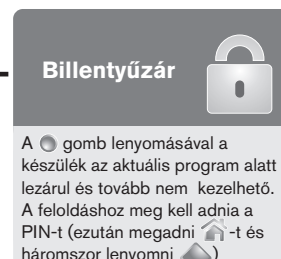 Billentyűzár
A gomb lenyomásával a
készülék az aktuális program alatt
lezárul és tovább nem kezelhető.
A feloldáshoz meg kell adnia a
PIN-t (ezután megadni -t és
háromszor lenyomni )